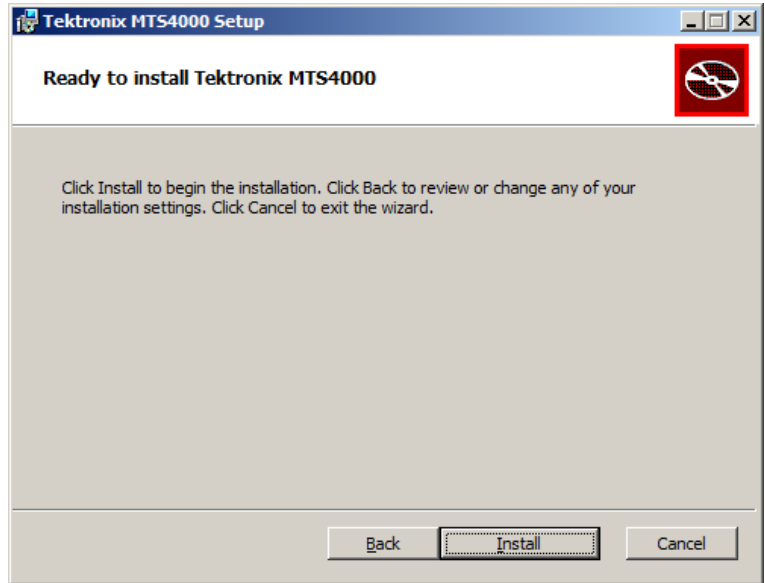 Tektronix MTS4000 Setup
Ready to install Tektronix MTS4000
Click Install to begin the installation. Click Back to review or change any of your
installation settings. Click Cancel to exit the wizard.
Back Install Cancel